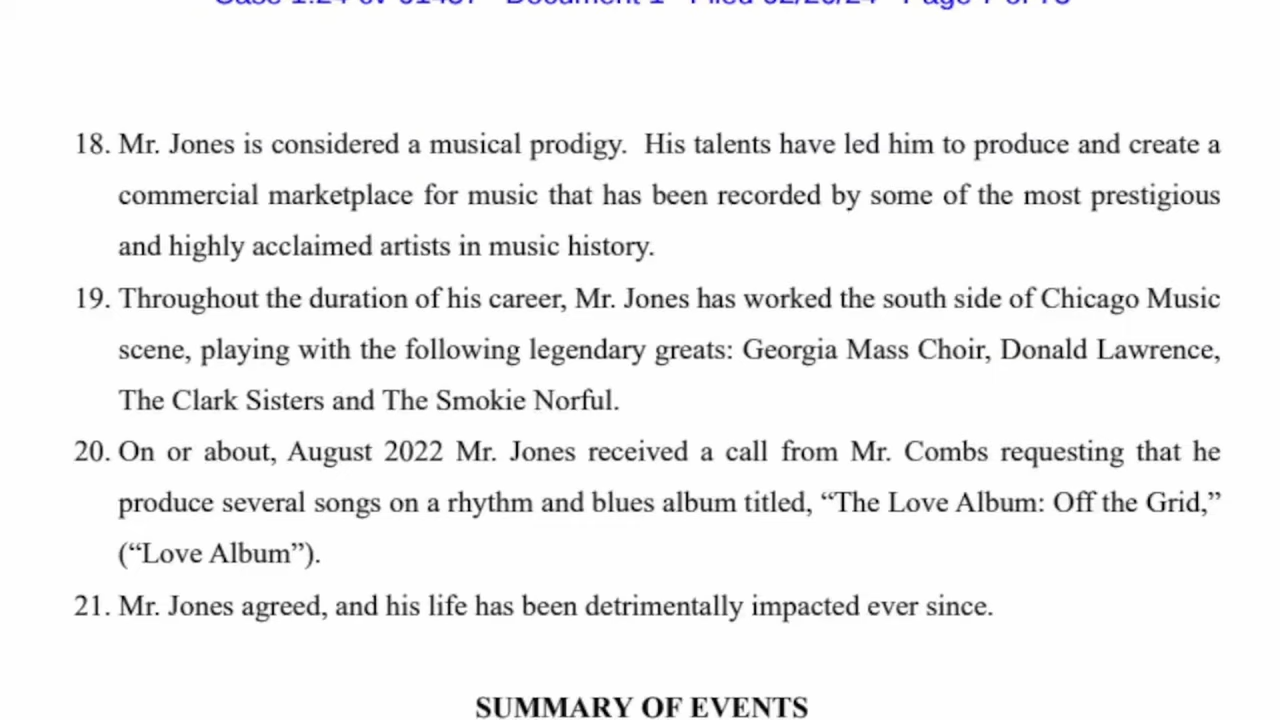 18. Mr. Jones is considered a musical prodigy. His talents have led him to produce and create a
commercial marketplace for music that has been recorded by some of the most prestigious
and highly acclaimed artists in music history.
19. Throughout the duration of his career, Mr. Jones has worked the south side of Chicago Music
scene, playing with the following legendary greats: Georgia Mass Choir, Donald Lawrence,
The Clark Sisters and The Smokie Norful.
20. On or about, August 2022 Mr. Jones received a call from Mr. Combs requesting that he
produce several songs on a rhythm and blues album titled, “The Love Album: Off the Grid,”
(“Love Album”).
21. Mr. Jones agreed, and his life has been detrimentally impacted ever since.
SUMMARY OF EVENTS